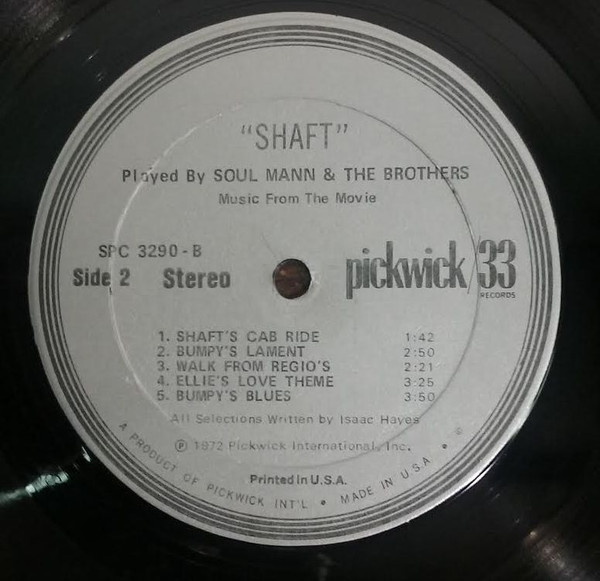 "SHAFT"
Played By SOUL MANN & THE BROTHERS
Music From The Movie
SPC 3290-B
Side 2 Stereo
pickwick/33
RECORDS
1. SHAFT'S CAB RIDE 1:42
2. BUMPY'S LAMENT 2:50
3. WALK FROM REGIO'S 2:21
4. ELLIE'S LOVE THEME 3:25
5. BUMPY'S BLUES 3:50
All Selections Written by Isaac Hayes
℗ 1972 Pickwick International, Inc.
Printed in U.S.A.
A PRODUCT OF PICKWICK INT'L • MADE IN U.S.A. • ©